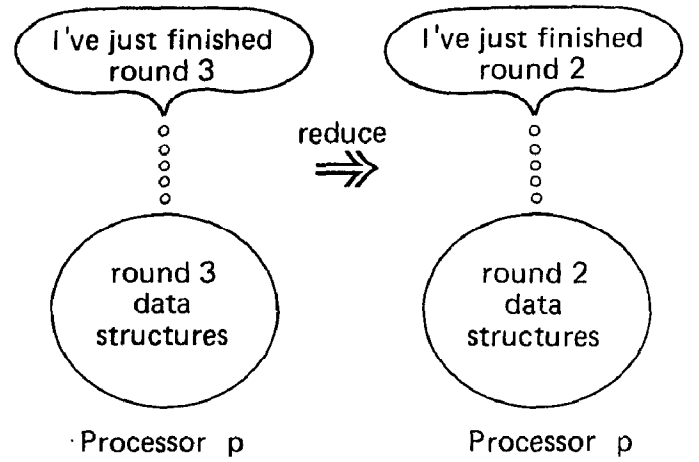 I've just finished
round 3
I've just finished
round 2
reduce
round 3
data
structures
round 2
data
structures
Processor p
Processor p